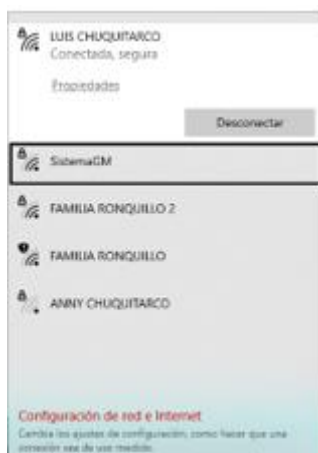 LUIS CHUQUITARCO
Conectada, segura
Propiedades
Desconectar
SistemaGM
FAMILIA RONQUILLO 2
FAMILIA RONQUILLO
ANNY CHUQUITARCO
Configuración de red e Internet
Cambia los ajustes de configuración, como hacer que una
conexión sea de uso medido.